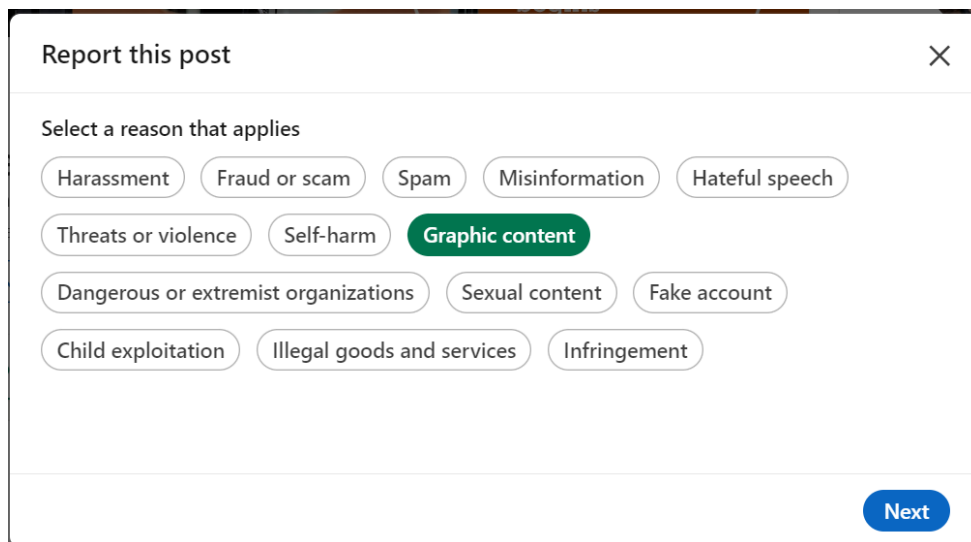 Report this post
Select a reason that applies
Harassment Fraud or scam Spam Misinformation Hateful speech
Threats or violence Self-harm Graphic content
Dangerous or extremist organizations Sexual content Fake account
Child exploitation Illegal goods and services Infringement
Next